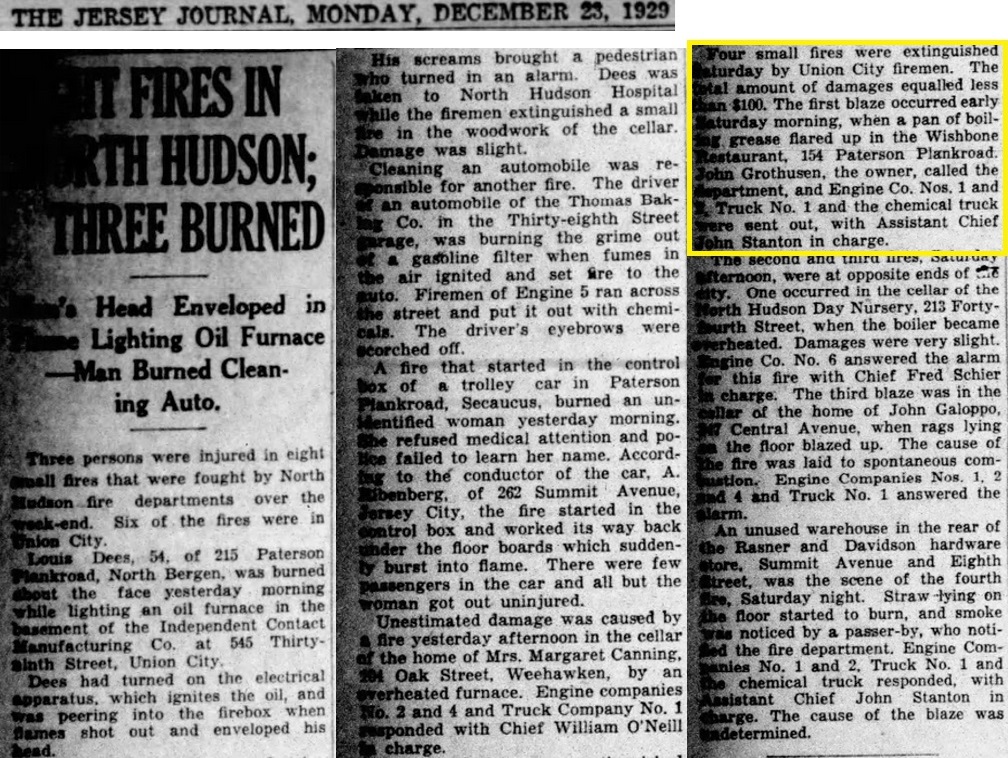 THE JERSEY JOURNAL, MONDAY, DECEMBER 23, 1929
FIRES IN
NORTH HUDSON;
THREE BURNED
Head Enveloped in
Lighting Oil Furnace
—Man Burned Clean-
ing Auto.
Three persons were injured in eight
small fires that were fought by North
Hudson fire departments over the
week-end. Six of the fires were in
Union City.
Louis Dees, 54, of 215 Paterson
Plankroad, North Bergen, was burned
about the face yesterday morning
while lighting an oil furnace in the
basement of the Independent Contact
Manufacturing Co. at 545 Thirty-
ninth Street, Union City.
Dees had turned on the electrical
apparatus, which ignites the oil, and
was peering into the firebox when
flames shot out and enveloped his
head.
His screams brought a pedestrian
who turned in an alarm. Dees was
taken to North Hudson Hospital
while the firemen extinguished a small
fire in the woodwork of the cellar.
Damage was slight.
Cleaning an automobile was re-
sponsible for another fire. The driver
of an automobile of the Thomas Bak-
ing Co. in the Thirty-eighth Street
garage, was burning the grime out
of a gasoline filter when fumes in
the air ignited and set fire to the
auto. Firemen of Engine 5 ran across
the street and put it out with chemi-
cals. The driver's eyebrows were
scorched off.
A fire that started in the control
box of a trolley car in Paterson
Plankroad, Secaucus, burned an un-
identified woman yesterday morning.
She refused medical attention and po-
lice failed to learn her name. Accord-
ing to the conductor of the car, A.
of 262 Summit Avenue,
Jersey City, the fire started in the
control box and worked its way back
under the floor boards which sudden-
ly burst into flame. There were few
passengers in the car and all but the
woman got out uninjured.
Unestimated damage was caused by
a fire yesterday afternoon in the cellar
of the home of Mrs. Margaret Canning,
Oak Street, Weehawken, by an
overheated furnace. Engine companies
No. 2 and 4 and Truck Company No. 1
responded with Chief William O'Neill
in charge.
Four small fires were extinguished
Saturday by Union City firemen. The
total amount of damages equalled less
than $100. The first blaze occurred early
Saturday morning, when a pan of boil-
ing grease flared up in the Wishbone
Restaurant, 154 Paterson Plankroad.
John Grothusen, the owner, called the
department, and Engine Co. Nos. 1 and
Truck No. 1 and the chemical truck
were sent out, with Assistant Chief
John Stanton in charge.
The second and third fires, Saturday
afternoon, were at opposite ends of the
city. One occurred in the cellar of the
North Hudson Day Nursery, 213 Forty-
fourth Street, when the boiler became
overheated. Damages were very slight.
Engine Co. No. 6 answered the alarm
for this fire with Chief Fred Schier
in charge. The third blaze was in the
cellar of the home of John Galoppo,
Central Avenue, when rags lying
on the floor blazed up. The cause of
the fire was laid to spontaneous com-
bustion. Engine Companies Nos. 1, 2
and 4 and Truck No. 1 answered the
alarm.
An unused warehouse in the rear of
the Rasner and Davidson hardware
store, Summit Avenue and Eighth
Street, was the scene of the fourth
fire, Saturday night. Straw lying on
the floor started to burn, and smoke
was noticed by a passer-by, who noti-
fied the fire department. Engine Com-
panies No. 1 and 2, Truck No. 1 and
the chemical truck responded, with
Assistant Chief John Stanton in
charge. The cause of the blaze was
undetermined.